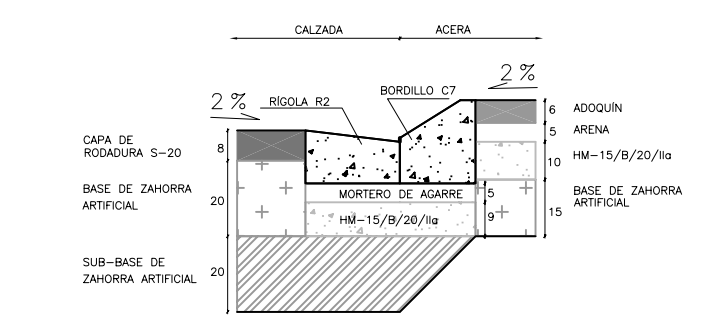 CALZADA
ACERA
2 %
2 %
BORDILLO C7
RÍGOLA R2
6
ADOQUÍN
5
ARENA
CAPA DE
RODADURA S-20
8
10
HM-15/B/20/IIa
BASE DE ZAHORRA
ARTIFICIAL
20
MORTERO DE AGARRE
5
BASE DE ZAHORRA
ARTIFICIAL
15
HM-15/B/20/IIa
9
SUB-BASE DE
ZAHORRA ARTIFICIAL
20